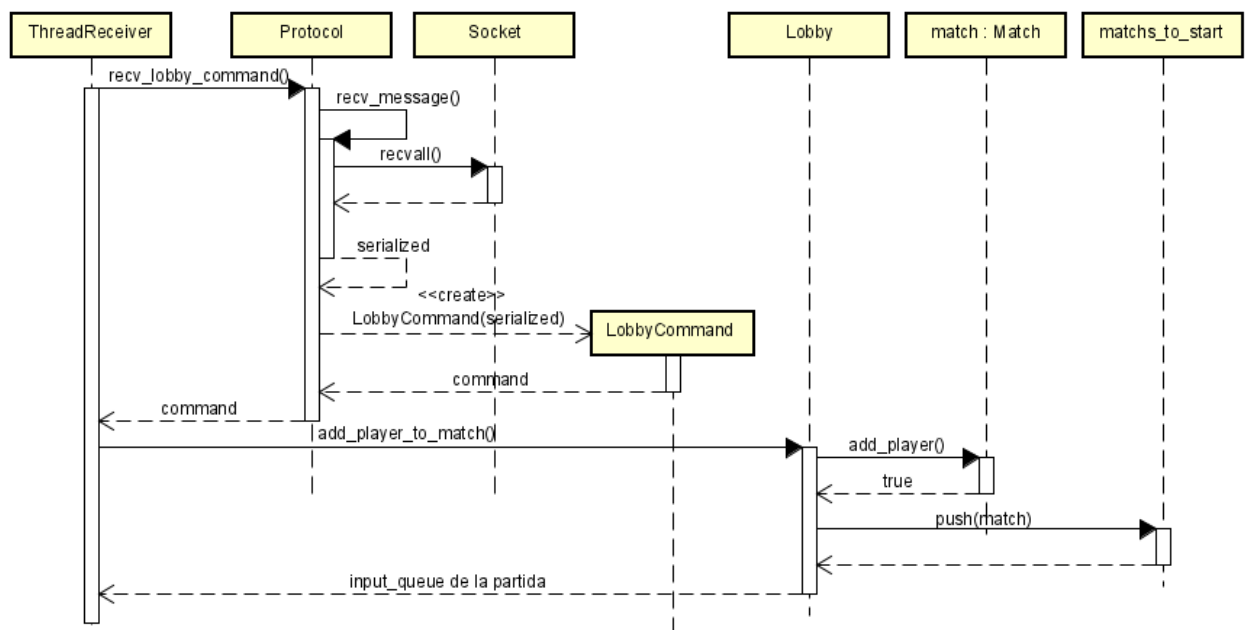 ThreadReceiver
Protocol
Socket
Lobby
match : Match
matchs_to_start
recv_lobby_command()
recv_message()
recvall()
serialized
<<create>>
LobbyCommand(serialized)
LobbyCommand
command
command
add_player_to_match()
add_player()
true
push(match)
input_queue de la partida